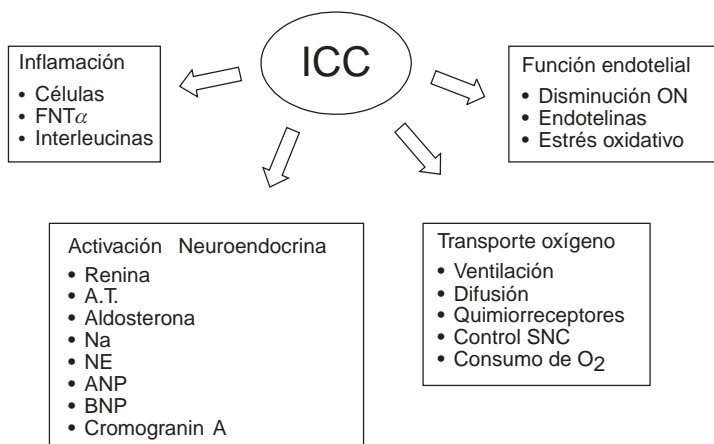 ICC
Inflamación
• Células
• FNTα
• Interleucinas
Función endotelial
• Disminución ON
• Endotelinas
• Estrés oxidativo
Activación Neuroendocrina
• Renina
• A.T.
• Aldosterona
• Na
• NE
• ANP
• BNP
• Cromogranin A
Transporte oxígeno
• Ventilación
• Difusión
• Quimiorreceptores
• Control SNC
• Consumo de O2